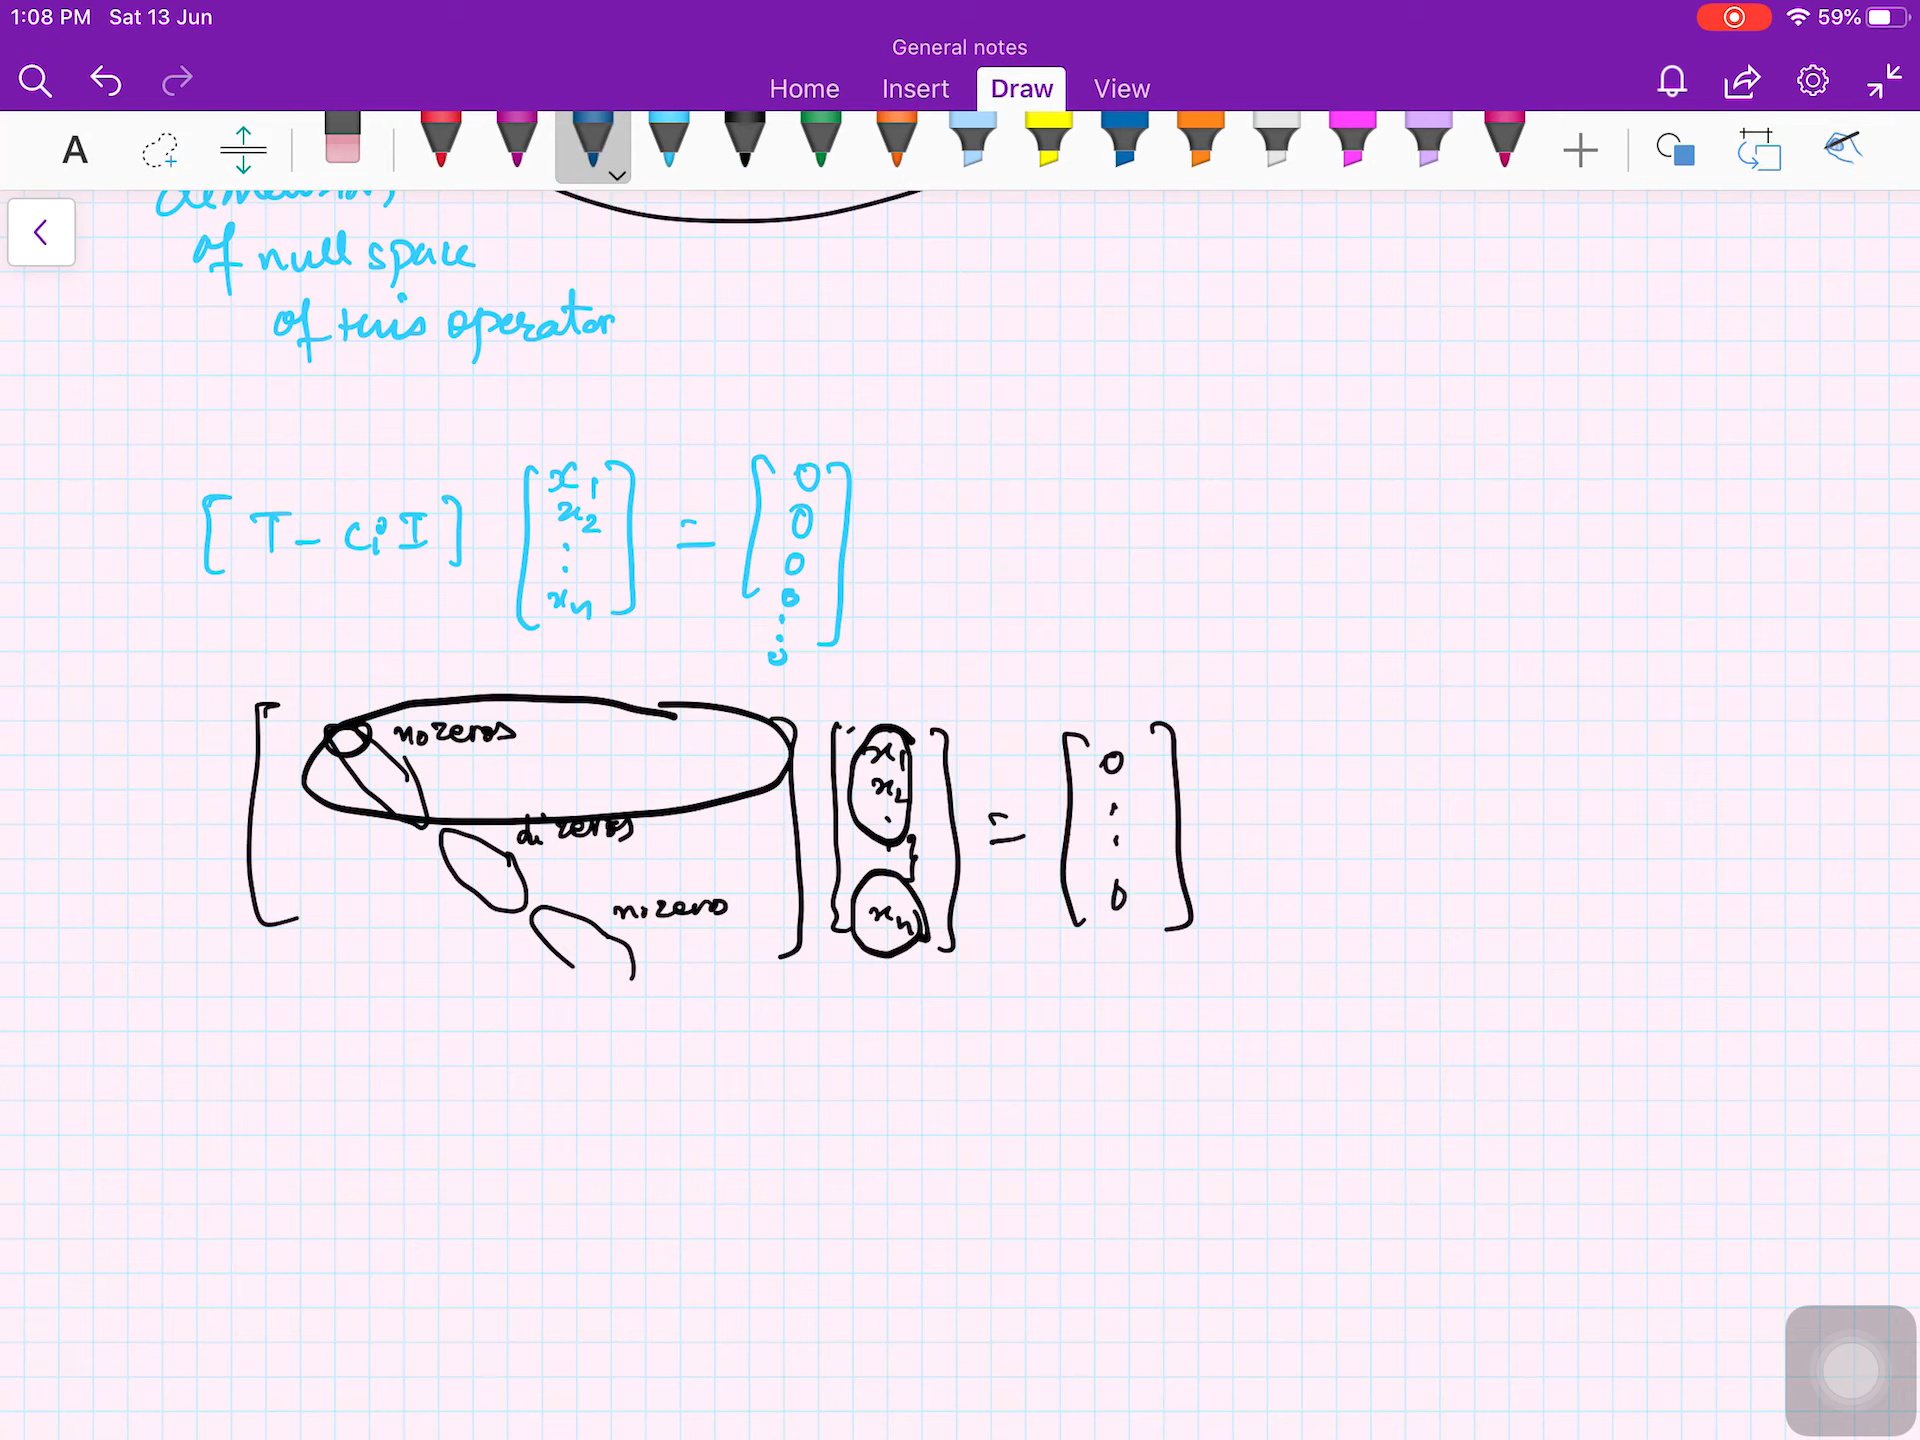 1:08 PM Sat 13 Jun
59%
General notes
Home Insert Draw View
A
of null space
of this operator
[ T - ciI ] [ x1 x2 ⋮ xn ] = [ 0 0 0 0 ⋮ 0 ]
no zeros
di zeros
no zero
[ x1 x2 ⋮ xn ] = [ 0 ⋮ 0 ]